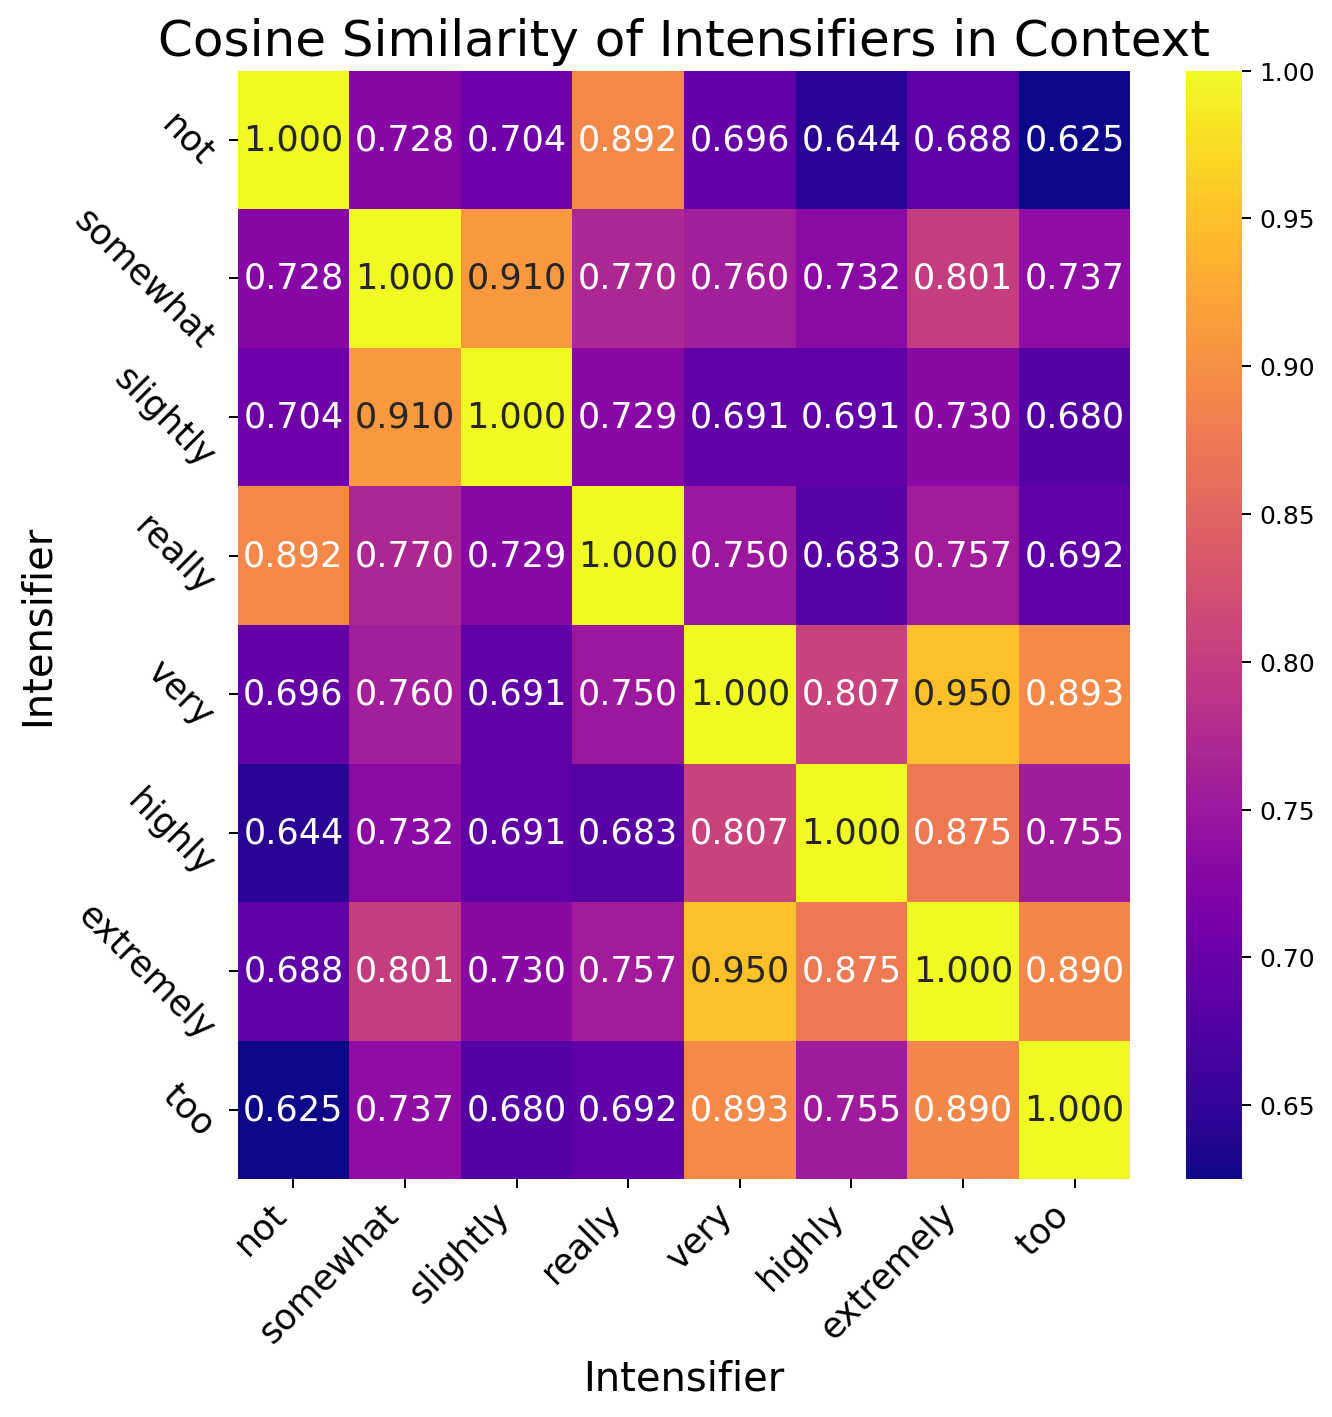 Cosine Similarity of Intensifiers in Context
not 1.000 0.728 0.704 0.892 0.696 0.644 0.688 0.625
somewhat 0.728 1.000 0.910 0.770 0.760 0.732 0.801 0.737
slightly 0.704 0.910 1.000 0.729 0.691 0.691 0.730 0.680
really 0.892 0.770 0.729 1.000 0.750 0.683 0.757 0.692
very 0.696 0.760 0.691 0.750 1.000 0.807 0.950 0.893
highly 0.644 0.732 0.691 0.683 0.807 1.000 0.875 0.755
extremely 0.688 0.801 0.730 0.757 0.950 0.875 1.000 0.890
too 0.625 0.737 0.680 0.692 0.893 0.755 0.890 1.000
not somewhat slightly really very highly extremely too
Intensifier
Intensifier
1.00
0.95
0.90
0.85
0.80
0.75
0.70
0.65